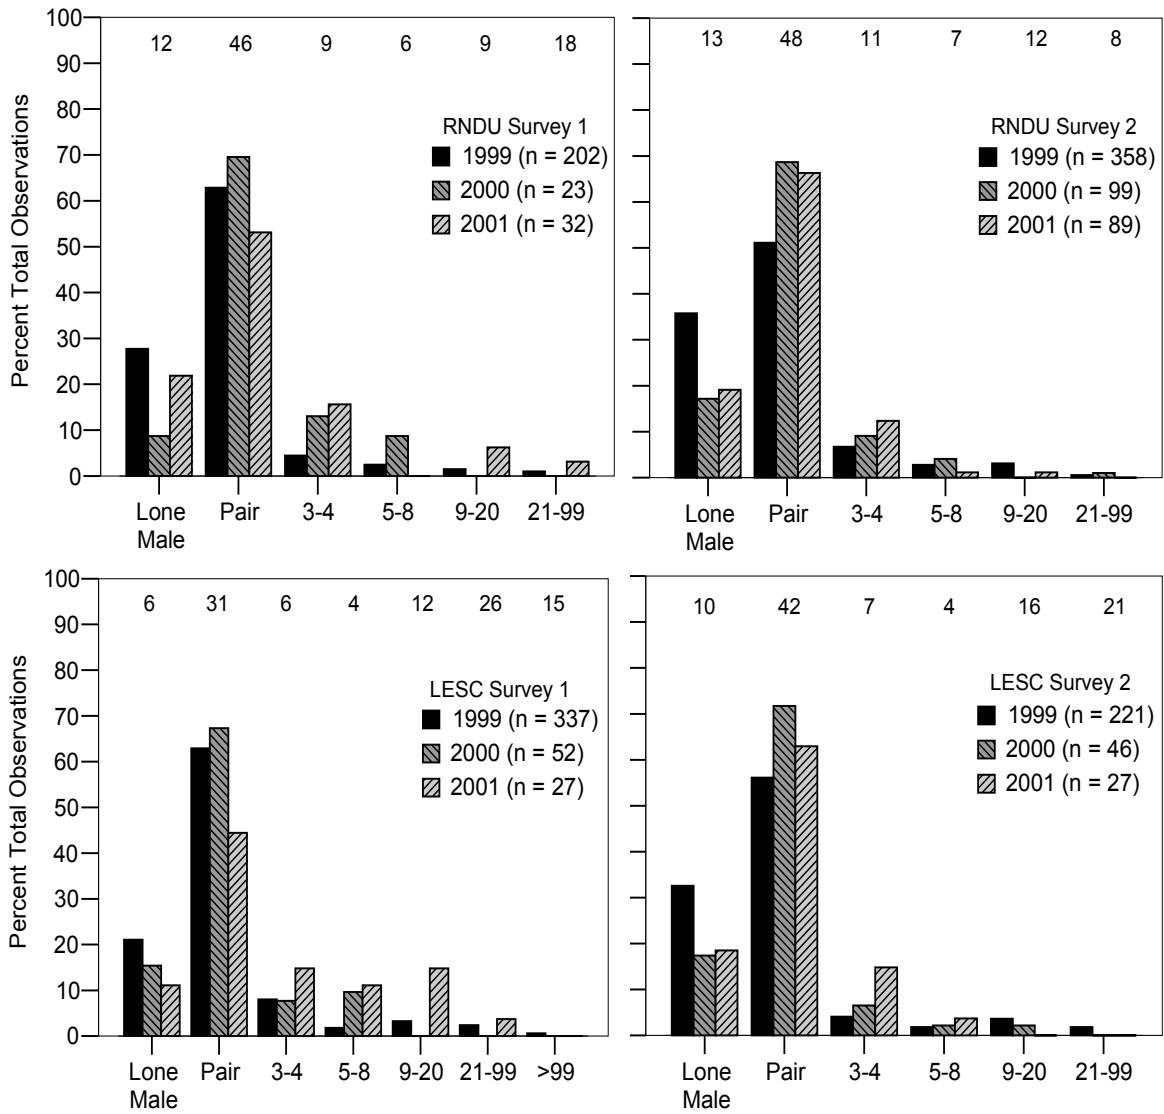 100
90
80
70
60
50
40
30
20
10
0
Percent Total Observations
12 46 9 6 9 18
RNDU Survey 1
1999 (n = 202)
2000 (n = 23)
2001 (n = 32)
Lone Male Pair 3-4 5-8 9-20 21-99
13 48 11 7 12 8
RNDU Survey 2
1999 (n = 358)
2000 (n = 99)
2001 (n = 89)
Lone Male Pair 3-4 5-8 9-20 21-99
100
90
80
70
60
50
40
30
20
10
0
Percent Total Observations
6 31 6 4 12 26 15
LESC Survey 1
1999 (n = 337)
2000 (n = 52)
2001 (n = 27)
Lone Male Pair 3-4 5-8 9-20 21-99 >99
10 42 7 4 16 21
LESC Survey 2
1999 (n = 221)
2000 (n = 46)
2001 (n = 27)
Lone Male Pair 3-4 5-8 9-20 21-99